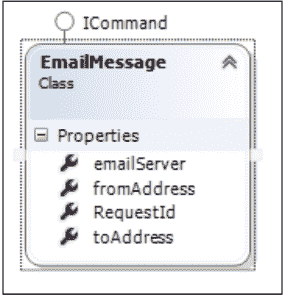 ICommand
EmailMessage
Class
Properties
emailServer
fromAddress
RequestId
toAddress